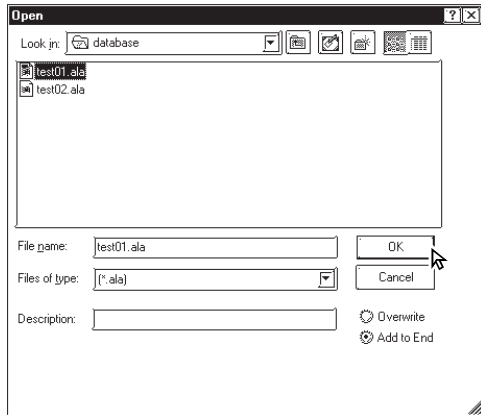 Open
Look in: database
test01.ala
test02.ala
File name: test01.ala OK
Files of type: (*.ala) Cancel
Description: Overwrite
Add to End